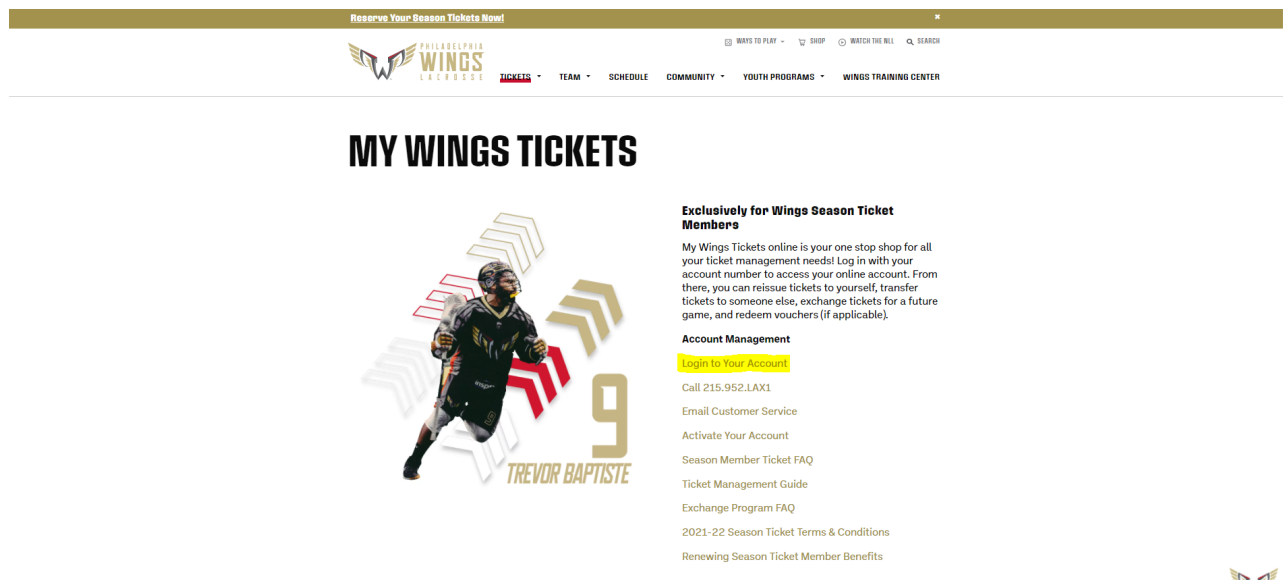 Reserve Your Season Tickets Now!
×
WAYS TO PLAY
SHOP
WATCH THE NLL
SEARCH
PHILADELPHIA
WINGS
LACROSSE
TICKETS
TEAM
SCHEDULE
COMMUNITY
YOUTH PROGRAMS
WINGS TRAINING CENTER
MY WINGS TICKETS
9
TREVOR BAPTISTE
Exclusively for Wings Season Ticket
Members
My Wings Tickets online is your one stop shop for all
your ticket management needs! Log in with your
account number to access your online account. From
there, you can reissue tickets to yourself, transfer
tickets to someone else, exchange tickets for a future
game, and redeem vouchers (if applicable).
Account Management
Login to Your Account
Call 215.952.LAX1
Email Customer Service
Activate Your Account
Season Member Ticket FAQ
Ticket Management Guide
Exchange Program FAQ
2021-22 Season Ticket Terms & Conditions
Renewing Season Ticket Member Benefits